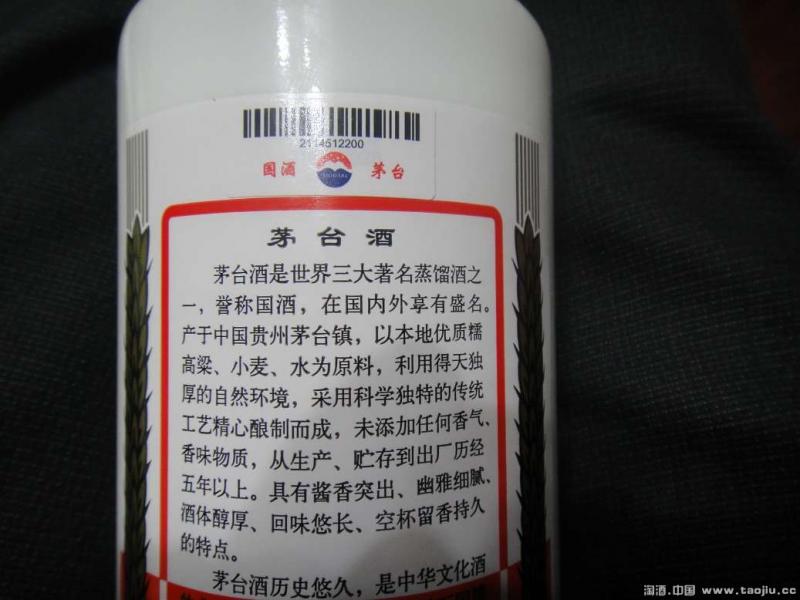 2114512200
国酒 茅台
茅台酒
茅台酒是世界三大著名蒸馏酒之
一，誉称国酒，在国内外享有盛名。
产于中国贵州茅台镇，以本地优质糯
高粱、小麦、水为原料，利用得天独
厚的自然环境，采用科学独特的传统
工艺精心酿制而成，未添加任何香气、
香味物质，从生产、贮存到出厂历经
五年以上。具有酱香突出、幽雅细腻、
酒体醇厚、回味悠长、空杯留香持久
的特点。
茅台酒历史悠久，是中华文化酒
淘酒.中国 www.taojiu.cc